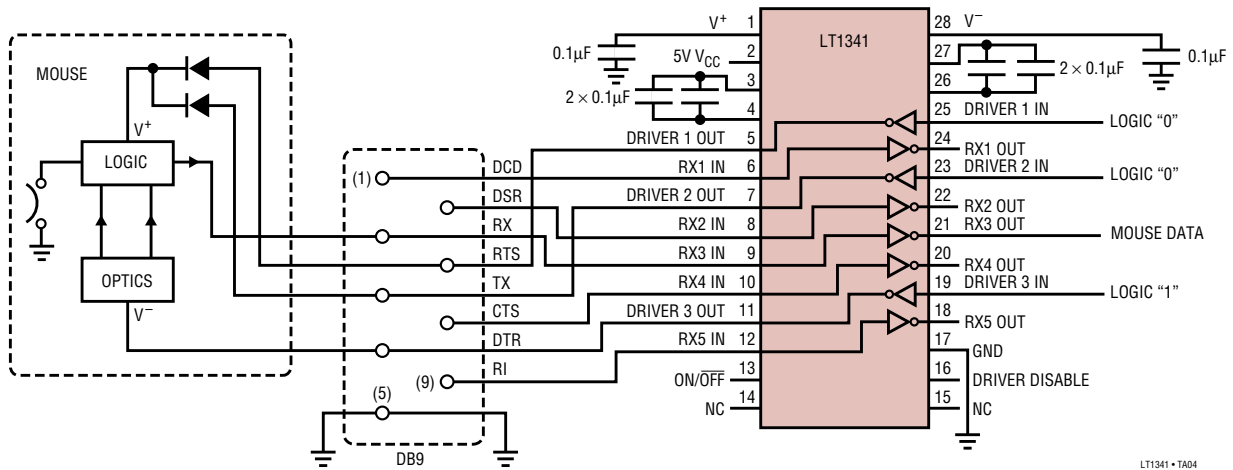 MOUSE
V+
LOGIC
OPTICS
V–
(1)
DCD
DSR
RX
RTS
TX
CTS
DTR
(9)
RI
(5)
DB9
0.1µF
V+ 1
5V VCC 2
2 × 0.1µF
3
4
DRIVER 1 OUT 5
RX1 IN 6
DRIVER 2 OUT 7
RX2 IN 8
RX3 IN 9
RX4 IN 10
DRIVER 3 OUT 11
RX5 IN 12
ON/OFF 13
NC 14
LT1341
28 V–
27
0.1µF
2 × 0.1µF
26
25 DRIVER 1 IN
LOGIC “0”
24 RX1 OUT
23 DRIVER 2 IN
LOGIC “0”
22 RX2 OUT
21 RX3 OUT
MOUSE DATA
20 RX4 OUT
19 DRIVER 3 IN
LOGIC “1”
18 RX5 OUT
17 GND
16 DRIVER DISABLE
15 NC
LT1341 • TA04